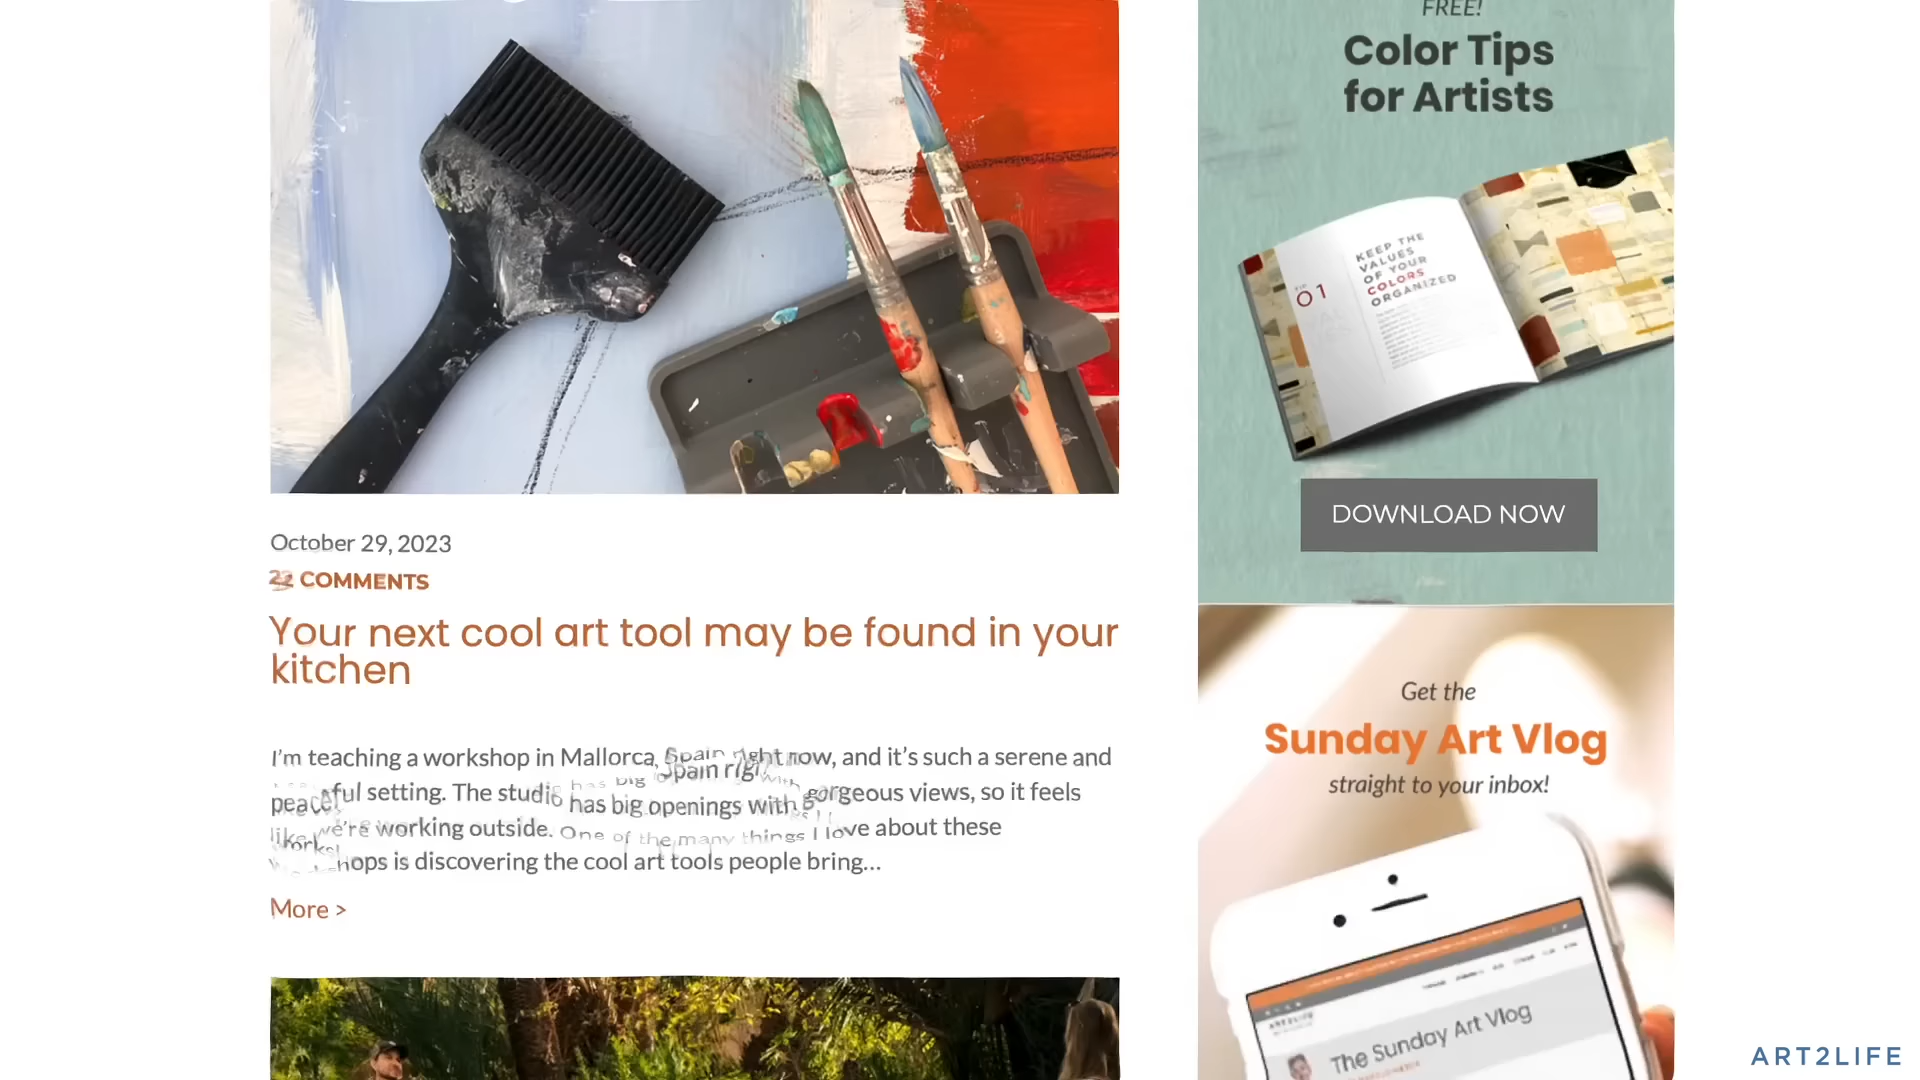 October 29, 2023
COMMENTS
Your next cool art tool may be found in your
kitchen
I'm teaching a workshop in Mallorca, Spain right now, and it's such a serene and
peaceful setting. The studio has big openings with gorgeous views, so it feels
like we're working outside. One of the many things I love about these
workshops is discovering the cool art tools people bring...
More >
FREE!
Color Tips
for Artists
01
KEEP THE
VALUES
OF YOUR
COLORS
ORGANIZED
DOWNLOAD NOW
Get the
Sunday Art Vlog
straight to your inbox!
ART2LIFE
The Sunday Art Vlog
ART2LIFE